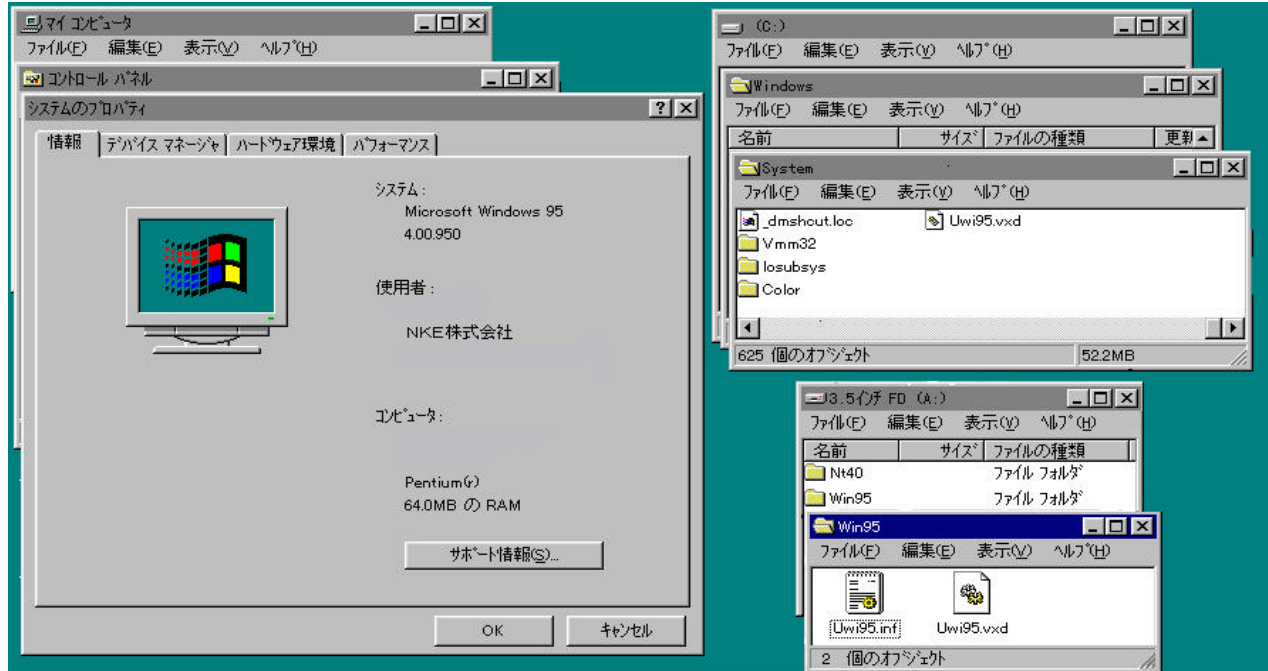 マイ コンピュータ
ファイル(F) 編集(E) 表示(V) ヘルプ(H)
コントロール パネル
システムのプロパティ
情報 デバイス マネージャ ハードウェア環境 パフォーマンス
システム:
Microsoft Windows 95
4.00.950
使用者:
NKE株式会社
コンピュータ:
Pentium(r)
64.0MB の RAM
サポート情報(S)...
OK キャンセル
(C:)
ファイル(F) 編集(E) 表示(V) ヘルプ(H)
Windows
ファイル(F) 編集(E) 表示(V) ヘルプ(H)
名前 サイズ ファイルの種類 更新
System
ファイル(F) 編集(E) 表示(V) ヘルプ(H)
_dmshcut.loc Uwi95.vxd
Vmm32
Iosubsys
Color
625 個のオブジェクト 52.2MB
3.5インチ FD (A:)
ファイル(F) 編集(E) 表示(V) ヘルプ(H)
名前 サイズ ファイルの種類
Nt40 ファイル フォルダ
Win95 ファイル フォルダ
Win95
ファイル(F) 編集(E) 表示(V) ヘルプ(H)
Uwi95.inf Uwi95.vxd
2 個のオブジェクト